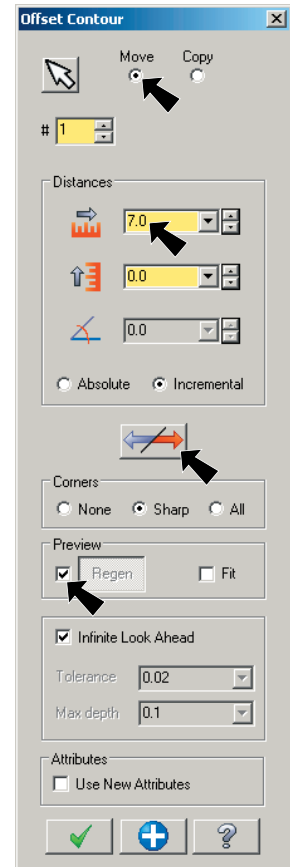 Offset Contour
Move Copy
# 1
Distances
7.0
0.0
0.0
Absolute Incremental
Corners
None Sharp All
Preview
Regen Fit
Infinite Look Ahead
Tolerance 0.02
Max depth 0.1
Attributes
Use New Attributes
?